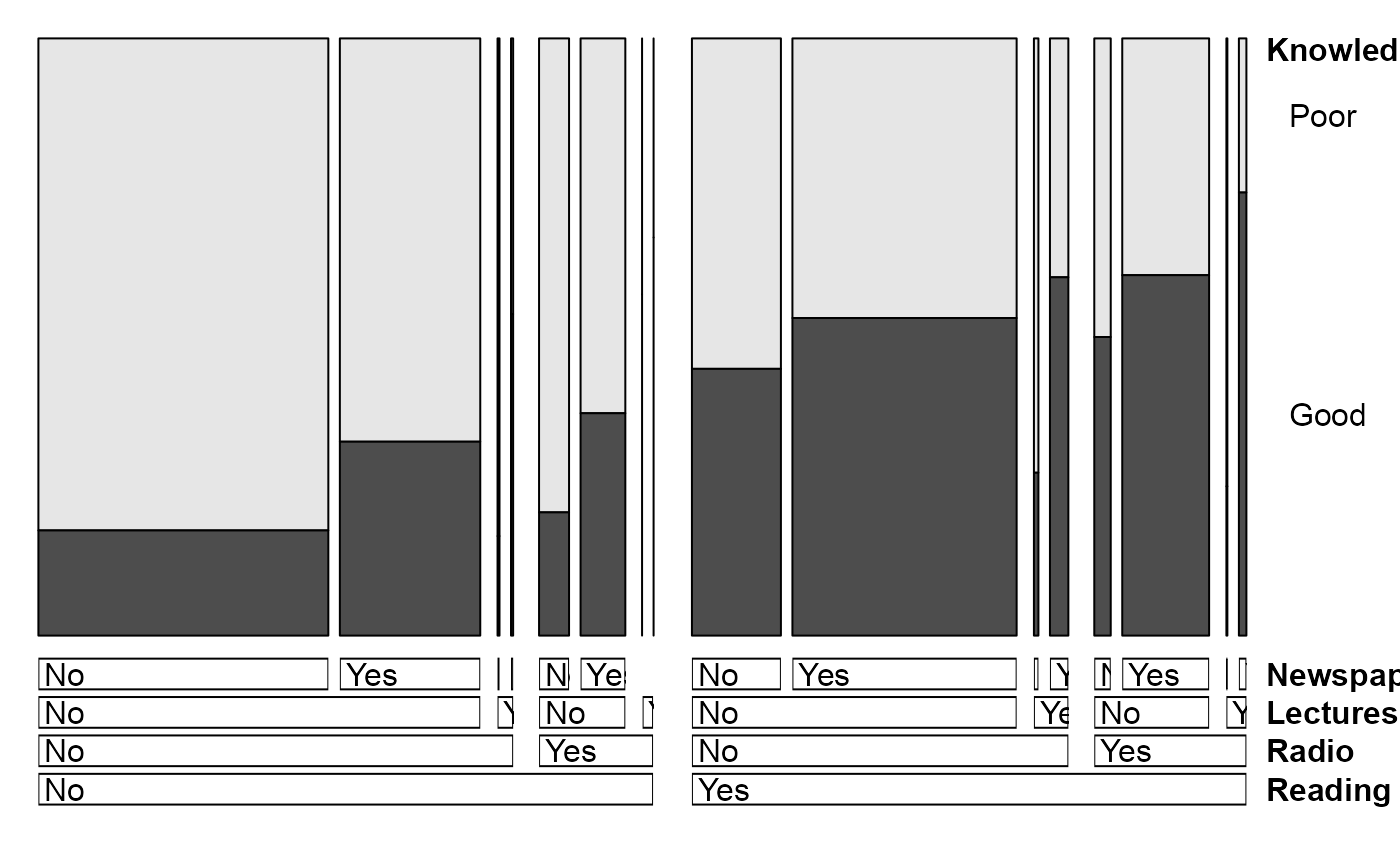 Knowled
Poor
Good
No Yes N Ye No Yes Y N Yes Newspap
No Y No Y No Ye No Y Lectures
No Yes No Yes Radio
No Yes Reading